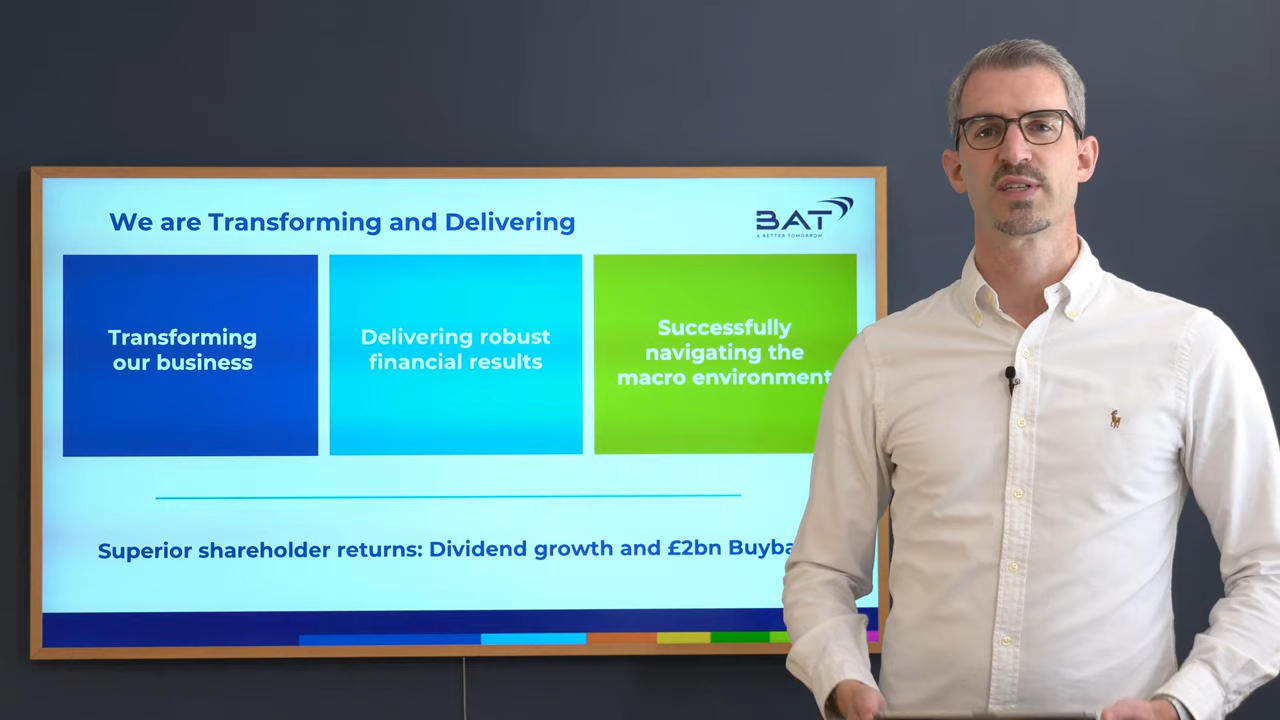 We are Transforming and Delivering
BAT
A BETTER TOMORROW
Transforming
our business
Delivering robust
financial results
Successfully
navigating the
macro environment
Superior shareholder returns: Dividend growth and £2bn